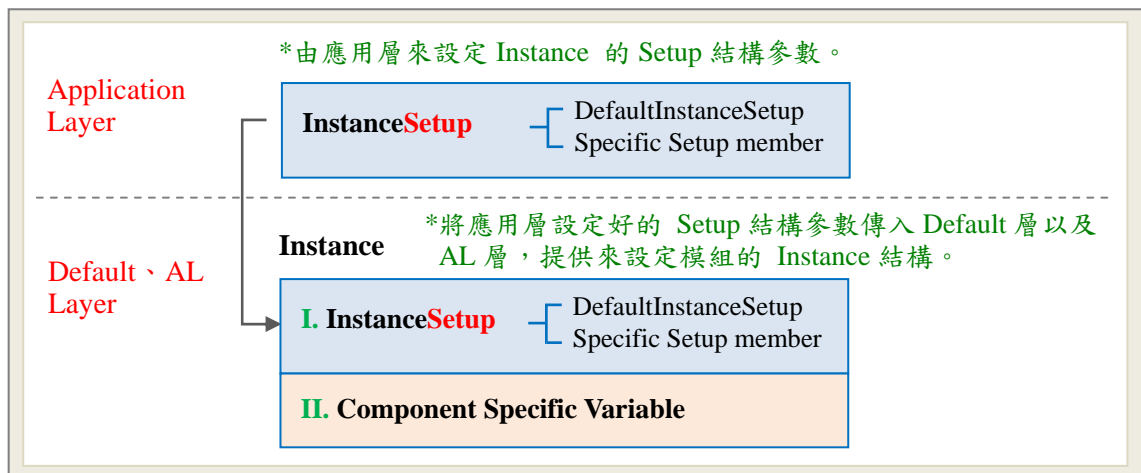 *由應用層來設定 Instance 的 Setup 結構參數。
Application
Layer
InstanceSetup
DefaultInstanceSetup
Specific Setup member
*將應用層設定好的 Setup 結構參數傳入 Default 層以及
AL 層，提供來設定模組的 Instance 結構。
Instance
Default、AL
Layer
I. InstanceSetup
DefaultInstanceSetup
Specific Setup member
II. Component Specific Variable